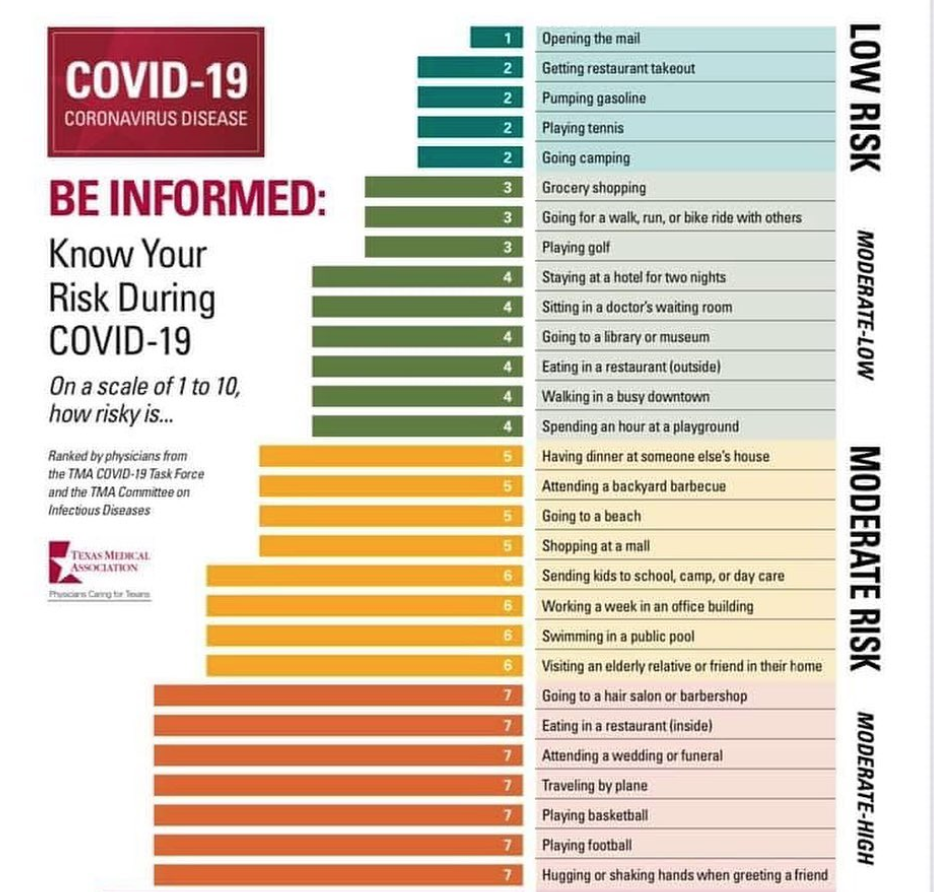 COVID-19
CORONAVIRUS DISEASE
BE INFORMED:
Know Your
Risk During
COVID-19
On a scale of 1 to 10,
how risky is...
Ranked by physicians from
the TMA COVID-19 Task Force
and the TMA Committee on
Infectious Diseases
TEXAS MEDICAL
ASSOCIATION
Physicians Caring for Texans
1 Opening the mail
2 Getting restaurant takeout
2 Pumping gasoline
2 Playing tennis
2 Going camping
3 Grocery shopping
3 Going for a walk, run, or bike ride with others
3 Playing golf
4 Staying at a hotel for two nights
4 Sitting in a doctor's waiting room
4 Going to a library or museum
4 Eating in a restaurant (outside)
4 Walking in a busy downtown
4 Spending an hour at a playground
5 Having dinner at someone else's house
5 Attending a backyard barbecue
5 Going to a beach
5 Shopping at a mall
6 Sending kids to school, camp, or day care
6 Working a week in an office building
6 Swimming in a public pool
6 Visiting an elderly relative or friend in their home
7 Going to a hair salon or barbershop
7 Eating in a restaurant (inside)
7 Attending a wedding or funeral
7 Traveling by plane
7 Playing basketball
7 Playing football
7 Hugging or shaking hands when greeting a friend
LOW RISK
MODERATE-LOW
MODERATE RISK
MODERATE-HIGH